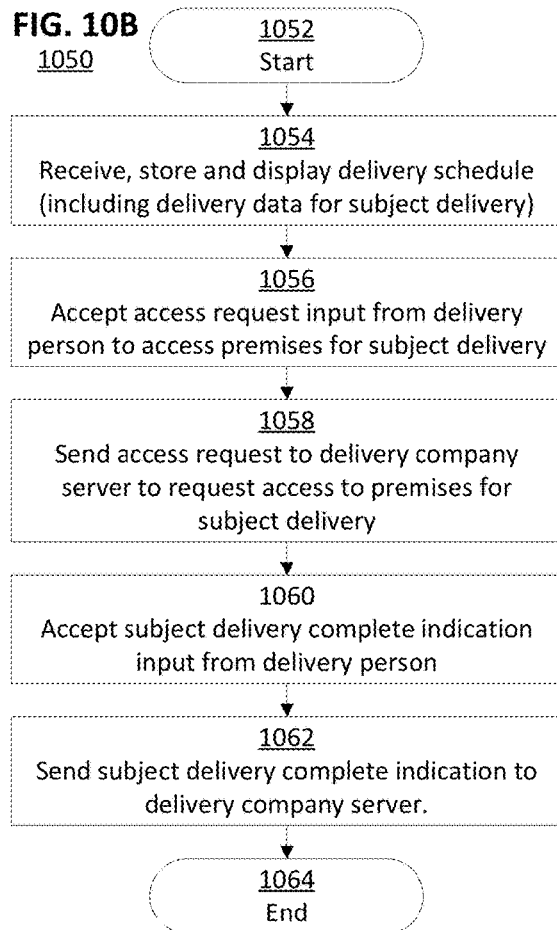 FIG. 10B
1050
1052
Start
1054
Receive, store and display delivery schedule
(including delivery data for subject delivery)
1056
Accept access request input from delivery
person to access premises for subject delivery
1058
Send access request to delivery company
server to request access to premises for
subject delivery
1060
Accept subject delivery complete indication
input from delivery person
1062
Send subject delivery complete indication to
delivery company server.
1064
End